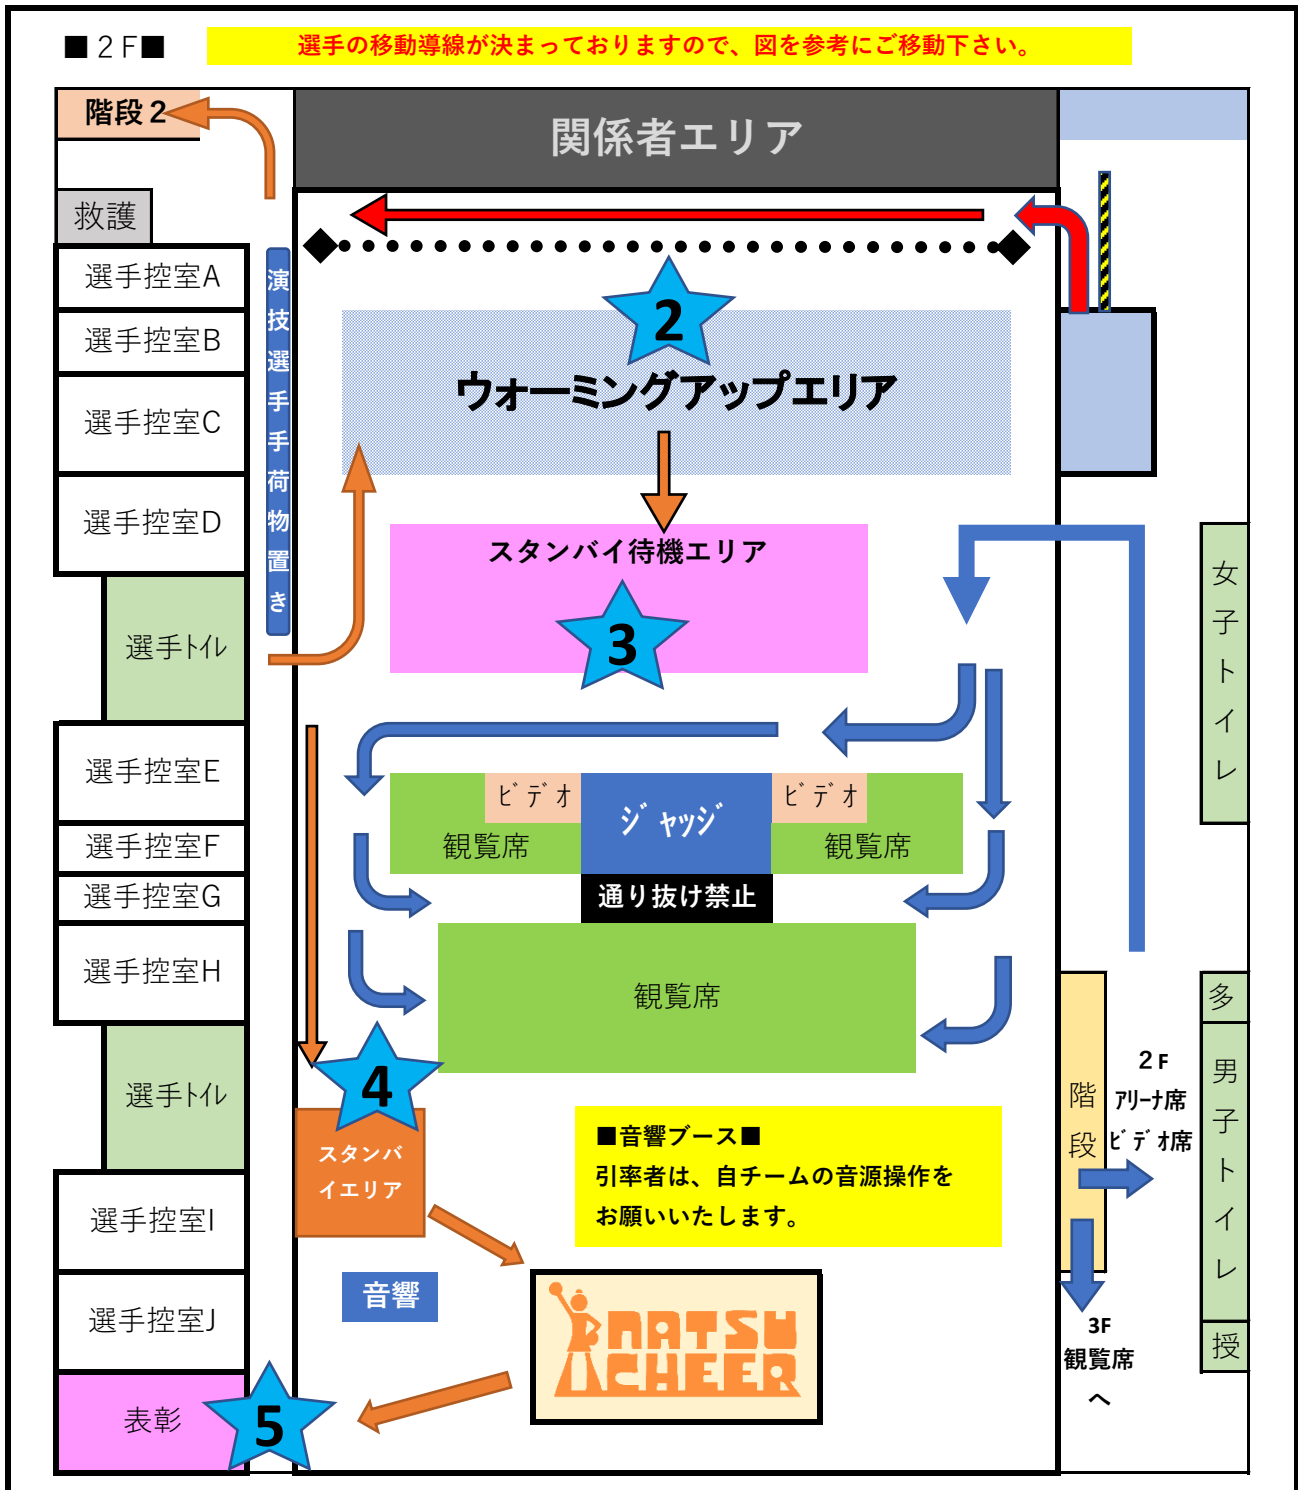 ■２F■
選手の移動導線が決まっておりますので、図を参考にご移動下さい。
階段２
関係者エリア
救護
選手控室A
選手控室B
選手控室C
選手控室D
選手ﾄｲﾚ
選手控室E
選手控室F
選手控室G
選手控室H
選手ﾄｲﾚ
選手控室I
選手控室J
表彰
5
演技選手手荷物置き
2
ウォーミングアップエリア
スタンバイ待機エリア
3
ﾋﾞﾃﾞｵ
ｼﾞｬｯｼﾞ
ﾋﾞﾃﾞｵ
観覧席
観覧席
通り抜け禁止
観覧席
4
スタンバ
イエリア
■音響ブース■
引率者は、自チームの音源操作を
お願いいたします。
音響
NATSU
CHEER
女子トイレ
多
男子トイレ
授
階段
２F
ｱﾘｰﾅ席
ﾋﾞﾃﾞｵ席
3F
観覧席
へ